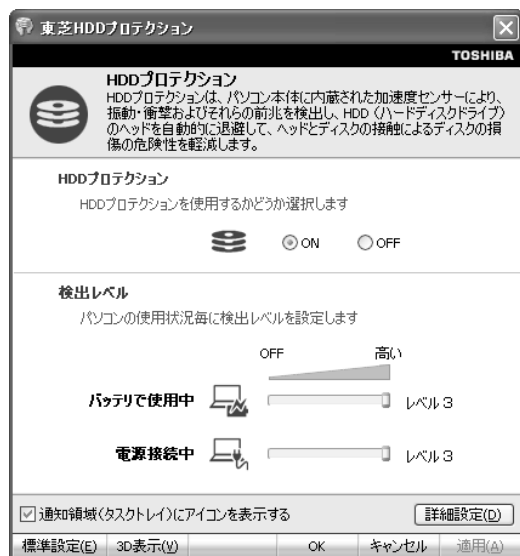 東芝HDDプロテクション
TOSHIBA
HDDプロテクション
HDDプロテクションは、パソコン本体に内蔵された加速度センサーにより、
振動・衝撃およびそれらの前兆を検出し、HDD（ハードディスクドライブ）
のヘッドを自動的に退避して、ヘッドとディスクの接触によるディスクの損
傷の危険性を軽減します。
HDDプロテクション
HDDプロテクションを使用するかどうか選択します
ON OFF
検出レベル
パソコンの使用状況毎に検出レベルを設定します
OFF 高い
バッテリで使用中 レベル 3
電源接続中 レベル 3
通知領域(タスクトレイ)にアイコンを表示する 詳細設定(D)
標準設定(E) 3D表示(V) OK キャンセル 適用(A)